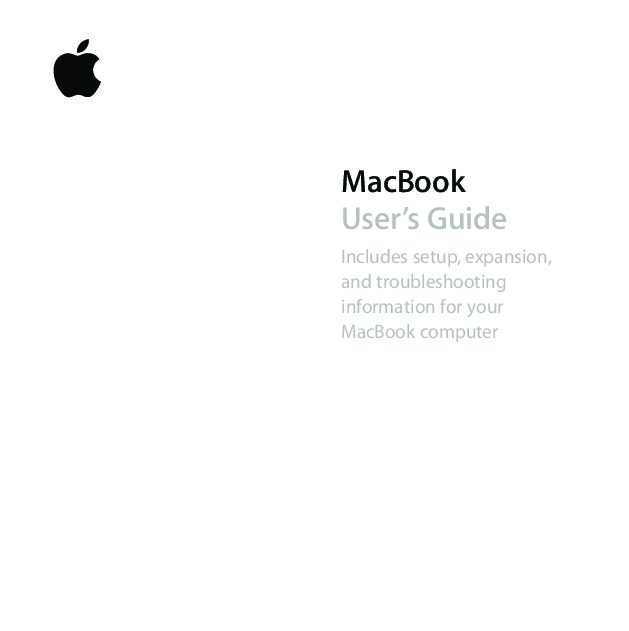 MacBook
User’s Guide
Includes setup, expansion,
and troubleshooting
information for your
MacBook computer